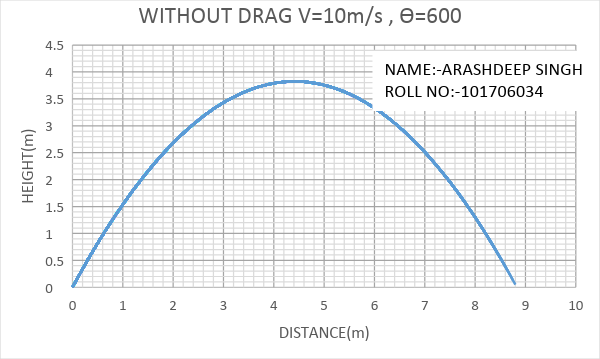 WITHOUT DRAG V=10m/s , Ɵ=600
NAME:-ARASHDEEP SINGH
ROLL NO:-101706034
HEIGHT(m)
4.5
4
3.5
3
2.5
2
1.5
1
0.5
0
0 1 2 3 4 5 6 7 8 9 10
DISTANCE(m)